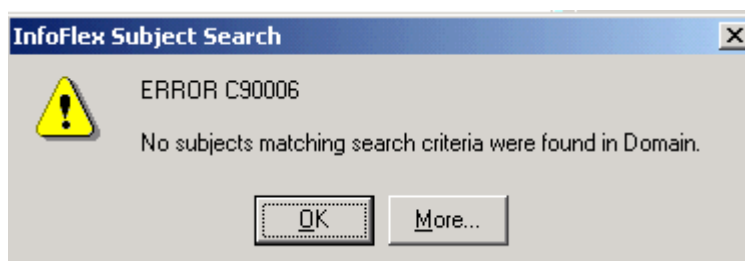 InfoFlex Subject Search
ERROR C90006
No subjects matching search criteria were found in Domain.
OK
More...